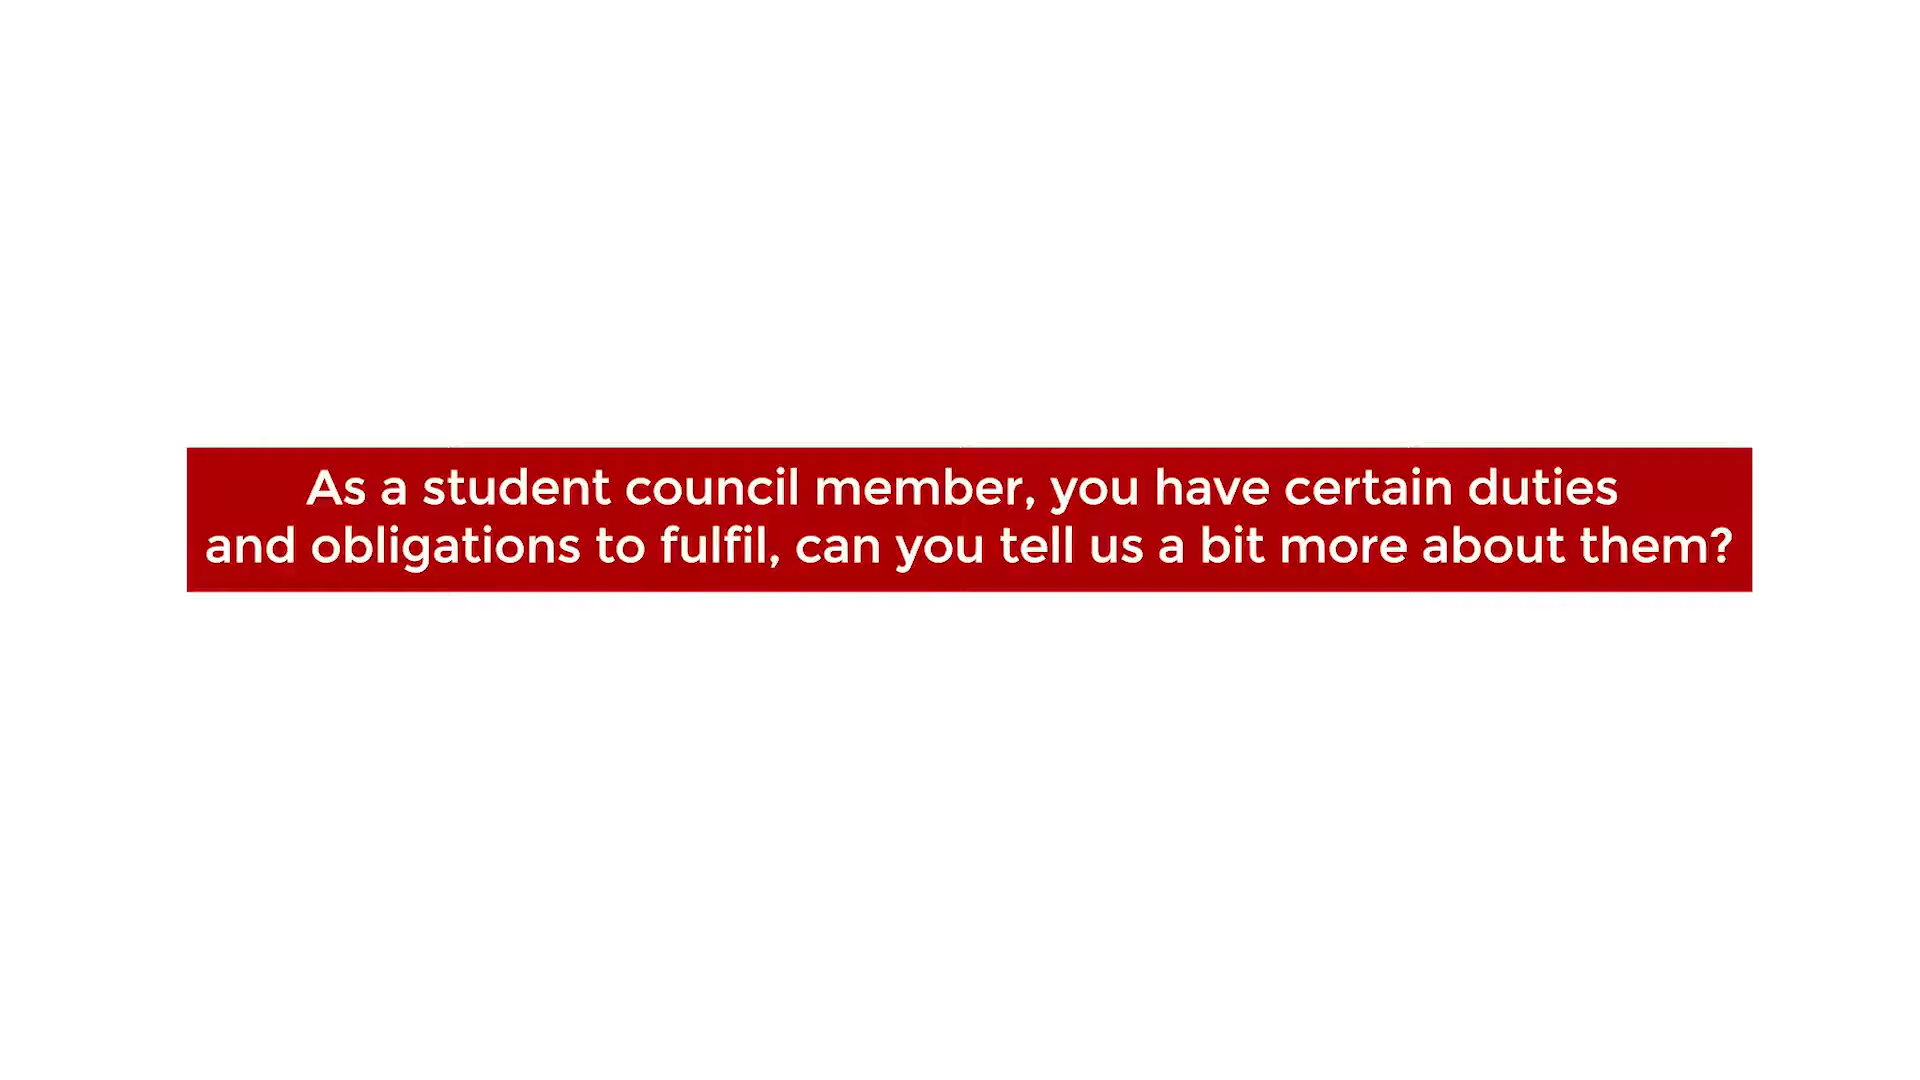 As a student council member, you have certain duties
and obligations to fulfil, can you tell us a bit more about them?